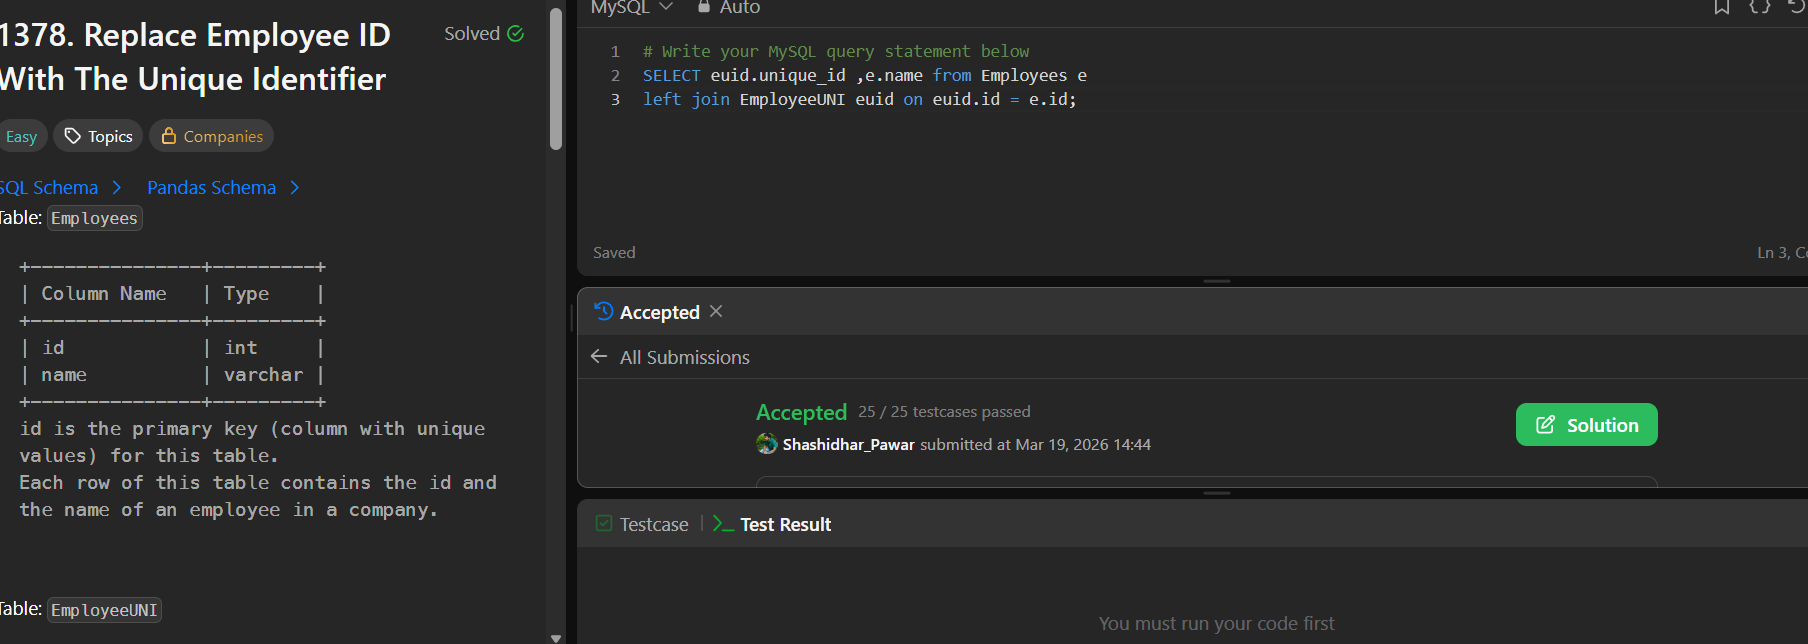 1378. Replace Employee ID
With The Unique Identifier
Solved
Easy
Topics
Companies
SQL Schema
Pandas Schema
Table: Employees
+---------------+---------+
| Column Name   | Type    |
+---------------+---------+
| id            | int     |
| name          | varchar |
+---------------+---------+
id is the primary key (column with unique
values) for this table.
Each row of this table contains the id and
the name of an employee in a company.
Table: EmployeeUNI
MySQL
Auto
1 # Write your MySQL query statement below
2 SELECT euid.unique_id ,e.name from Employees e
3 left join EmployeeUNI euid on euid.id = e.id;
Saved
Ln 3, Co
Accepted
All Submissions
Accepted 25 / 25 testcases passed
Shashidhar_Pawar submitted at Mar 19, 2026 14:44
Solution
Testcase
Test Result
You must run your code first